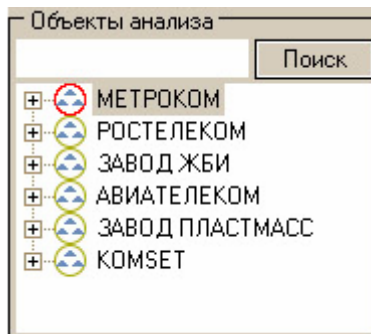 Объекты анализа
Поиск
МЕТРОКОМ
РОСТЕЛЕКОМ
ЗАВОД ЖБИ
АВИАТЕЛЕКОМ
ЗАВОД ПЛАСТМАСС
KOMSET